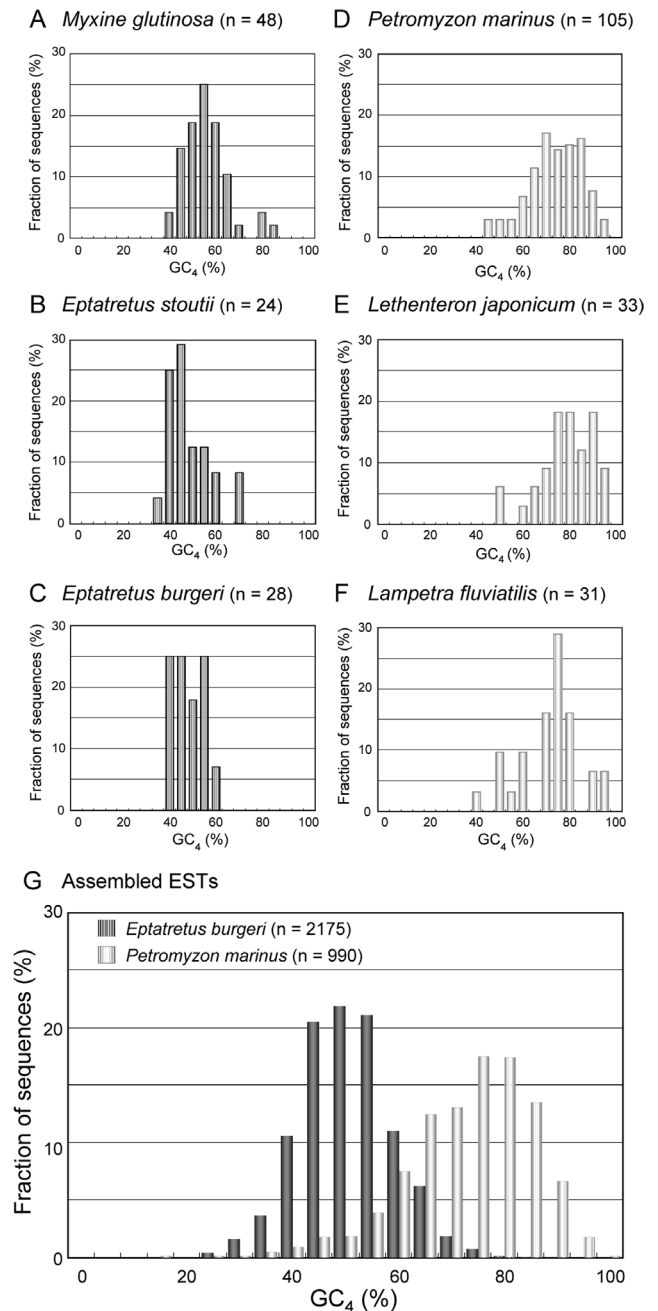 A Myxine glutinosa (n = 48)
Fraction of sequences (%)
30
20
10
0
0 20 40 60 80 100
GC4 (%)
D Petromyzon marinus (n = 105)
Fraction of sequences (%)
30
20
10
0
0 20 40 60 80 100
GC4 (%)
B Eptatretus stoutii (n = 24)
Fraction of sequences (%)
30
20
10
0
0 20 40 60 80 100
GC4 (%)
E Lethenteron japonicum (n = 33)
Fraction of sequences (%)
30
20
10
0
0 20 40 60 80 100
GC4 (%)
C Eptatretus burgeri (n = 28)
Fraction of sequences (%)
30
20
10
0
0 20 40 60 80 100
GC4 (%)
F Lampetra fluviatilis (n = 31)
Fraction of sequences (%)
30
20
10
0
0 20 40 60 80 100
GC4 (%)
G Assembled ESTs
Fraction of sequences (%)
30
20
10
0
Eptatretus burgeri (n = 2175)
Petromyzon marinus (n = 990)
0 20 40 60 80 100
GC4 (%)